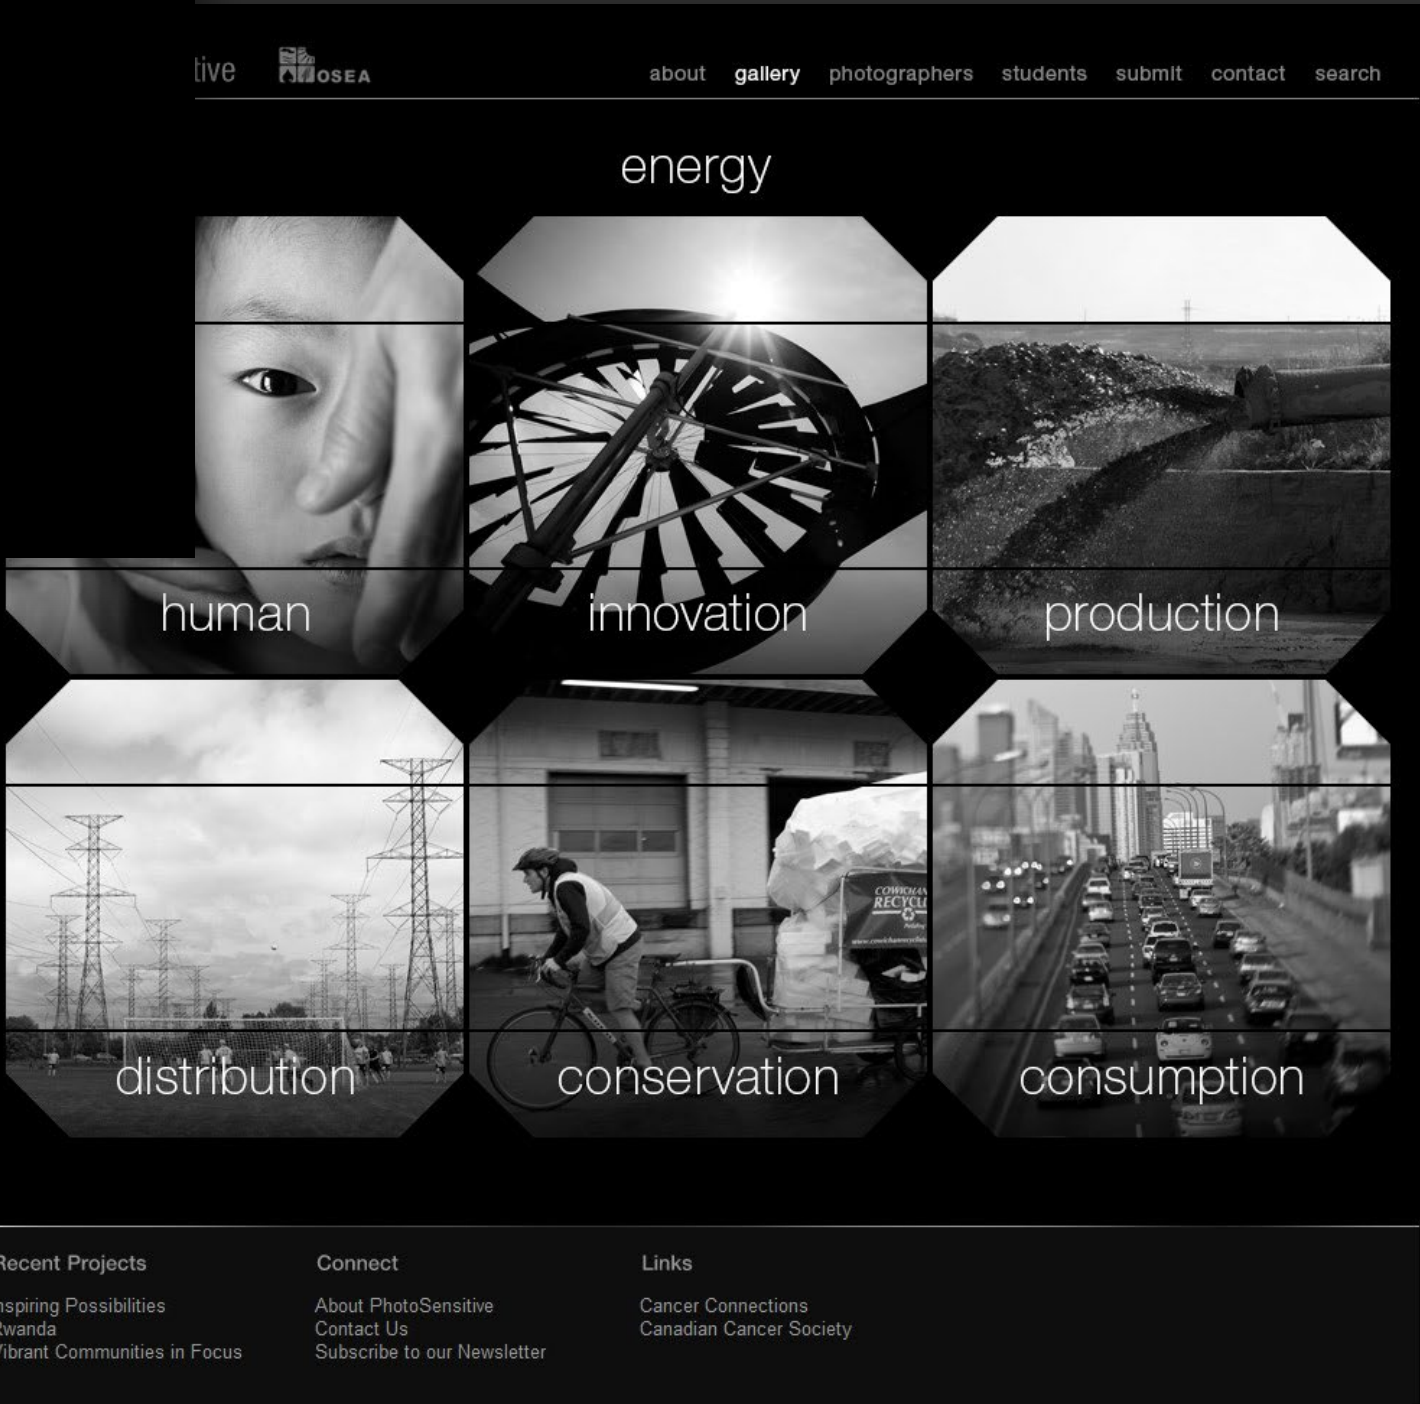 tive OSEA about gallery photographers students submit contact search
energy
human innovation production
COWICHAN
RECYCL
distribution conservation consumption
Recent Projects Connect Links
nspiring Possibilities About PhotoSensitive Cancer Connections
Rwanda Contact Us Canadian Cancer Society
Vibrant Communities in Focus Subscribe to our Newsletter